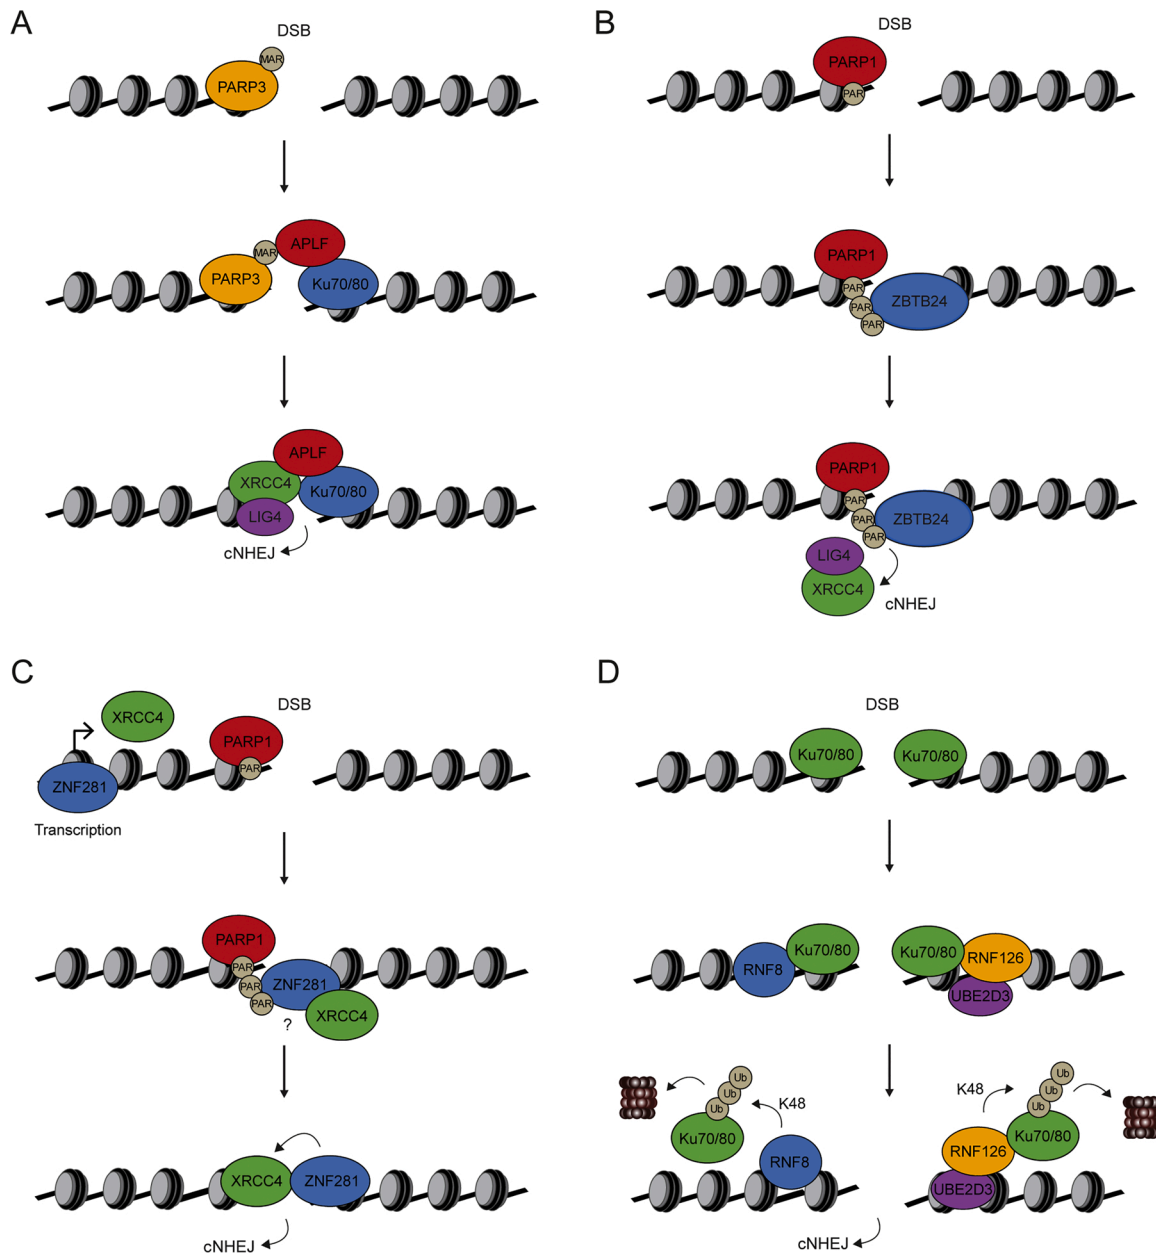 A
DSB
MAR
PARP3
APLF
MAR
PARP3
Ku70/80
APLF
XRCC4
Ku70/80
LIG4
cNHEJ
B
DSB
PARP1
PAR
PARP1
PAR
PAR
PAR
ZBTB24
PARP1
PAR
PAR
PAR
ZBTB24
LIG4
XRCC4
cNHEJ
C
XRCC4
DSB
PARP1
PAR
ZNF281
Transcription
PARP1
PAR
PAR
PAR
ZNF281
XRCC4
?
XRCC4
ZNF281
cNHEJ
D
DSB
Ku70/80
Ku70/80
Ku70/80
RNF8
Ku70/80
RNF126
UBE2D3
Ub
Ub
Ub
K48
Ku70/80
RNF8
Ub
Ub
Ub
K48
Ku70/80
RNF126
UBE2D3
cNHEJ